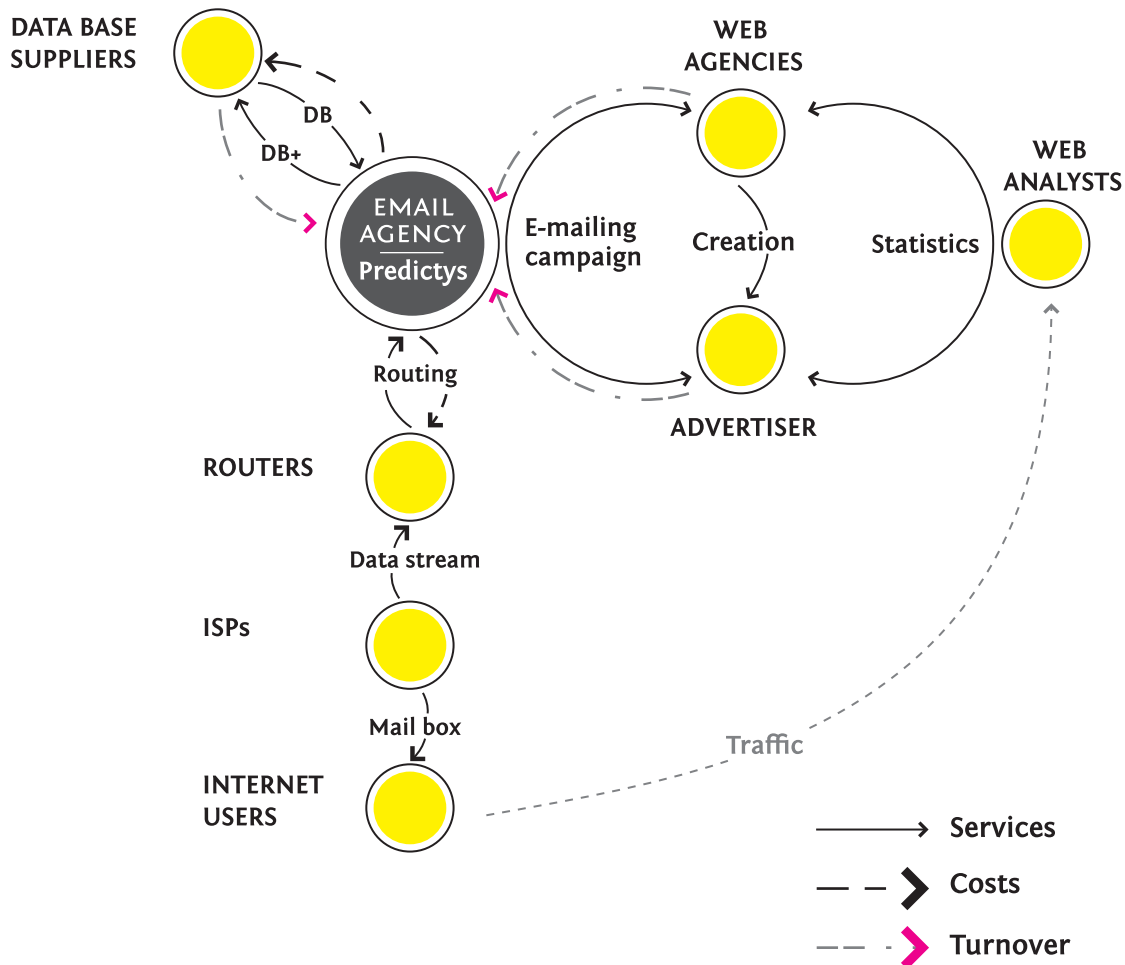 DATA BASE
SUPPLIERS
DB
DB+
WEB
AGENCIES
WEB
ANALYSTS
EMAIL
AGENCY
Predictys
E-mailing
campaign
Creation
Statistics
ADVERTISER
Routing
ROUTERS
Data stream
ISPs
Mail box
INTERNET
USERS
Traffic
Services
Costs
Turnover